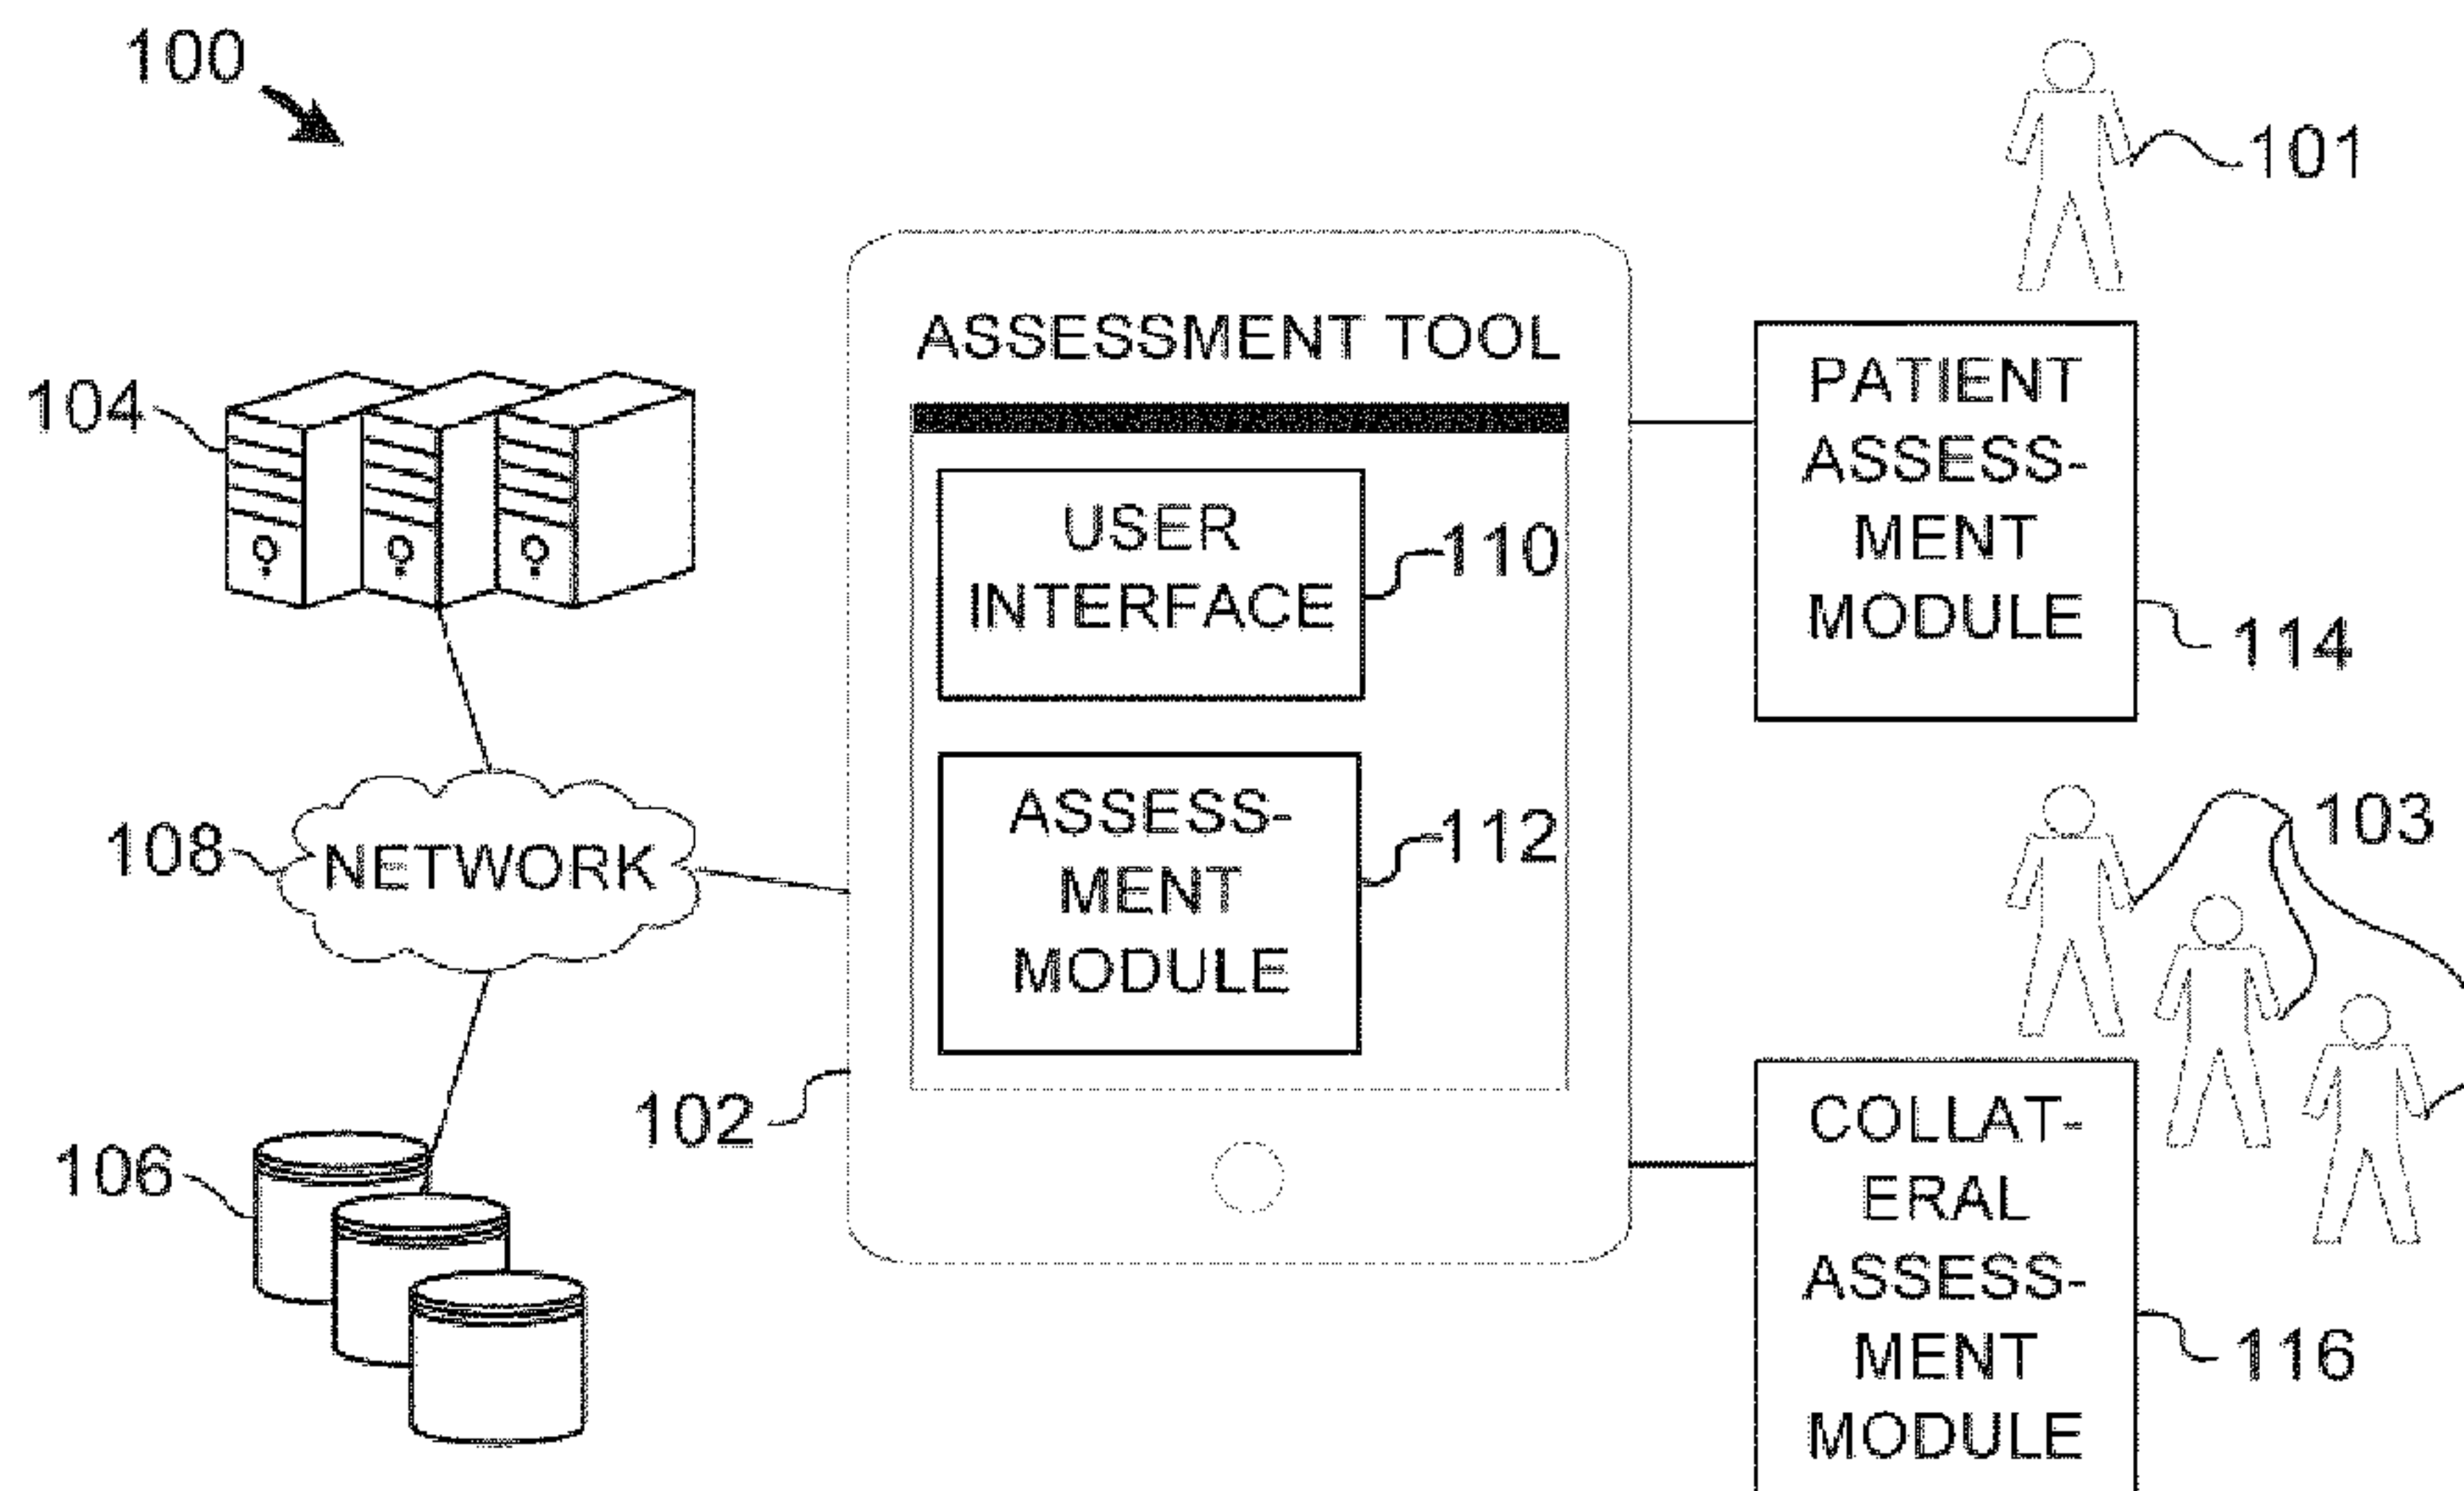 100
101
ASSESSMENT TOOL
104
PATIENT
ASSESS-
MENT
MODULE
114
USER
INTERFACE
110
ASSESS-
MENT
MODULE
112
108
NETWORK
103
102
106
COLLAT-
ERAL
ASSESS-
MENT
MODULE
116